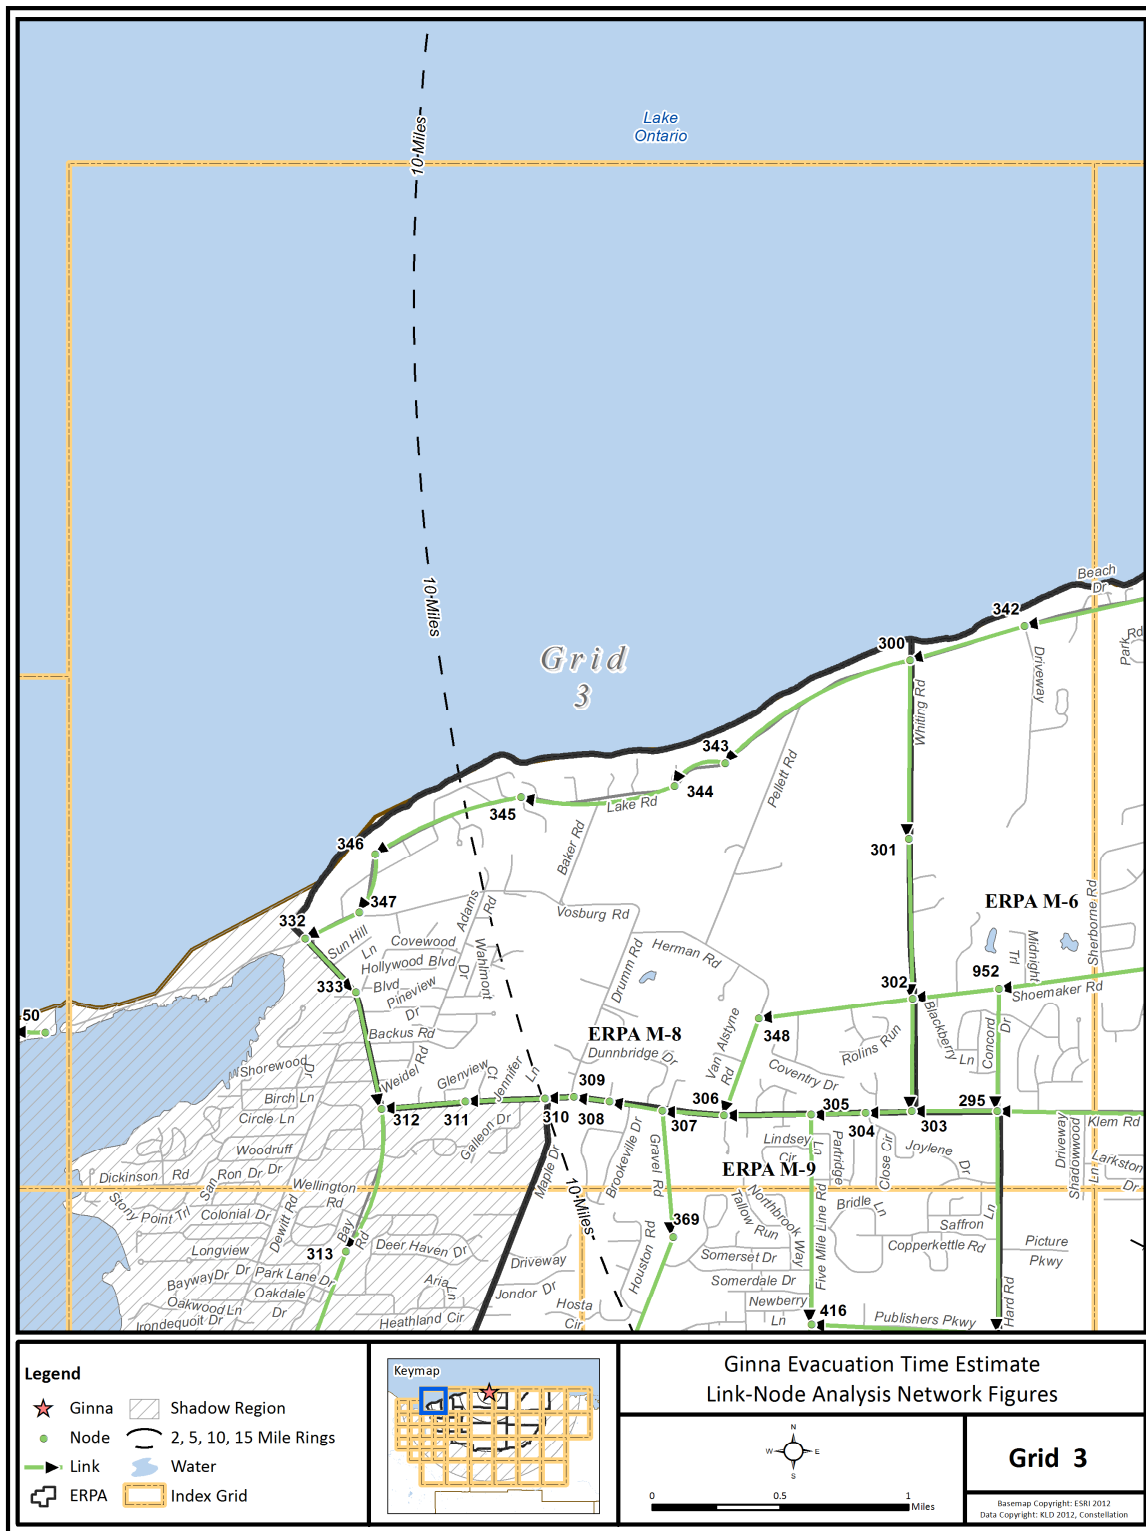 Lake
Ontario
10 Miles
10 Miles
Grid
3
Beach
Dr
342
300
Park
Rd
Driveway
Whiting Rd
343
344
Pellett Rd
345
Lake Rd
346
Baker Rd
301
347
332
ERPA M-6
Sherborne Rd
Adams
Rd
Vosburg Rd
Sun Hill
Ln
Covewood
Dr
Hollywood Blvd
Blvd
Wahlmont
Herman Rd
Drumm Rd
Midnight
Trl
952
302
Shoemaker Rd
333
Pineview
Dr
50
Backus Rd
348
Blackberry
Ln
Concord
Dr
Rolins Run
ERPA M-8
Dunnbridge Dr
Van Alstyne
Rd
Shorewood
Dr
Weidel Rd
Glenview
Ct
Jennifer
Ln
Coventry Dr
309
306
305
295
Birch Ln
Circle Ln
312
311
310
308
307
304
303
Klem Rd
Galleon Dr
Woodruff
Dr
Lindsey
Cir
Ln
Partridge
Close Cir
Joylene
Dr
Driveway
Shadowwood
Ln
Larkston
Dr
Dickinson Rd
San
Ron Dr
Maple Dr
Brookeville Dr
Gravel Rd
ERPA M-9
Wellington
Rd
Stony
Point Trl
Colonial Dr
Dewitt Rd
Bay
Rd
10 Miles
369
Houston Rd
Tallow
Run
Northbrook
Way
Five Mile Line Rd
Bridle
Ln
Saffron
Ln
Copperkettle Rd
Picture
Pkwy
Longview
Dr
313
Deer Haven Dr
Somerset Dr
Bayway Dr
Park Lane Dr
Aria
Ln
Driveway
Jondor Dr
Somerdale Dr
Oakdale
Dr
Oakwood Ln
Irondequoit Dr
Heathland Cir
Hosta
Cir
Newberry
Ln
416
Publishers Pkwy
Hard Rd
Legend
Ginna
Shadow Region
Node
2, 5, 10, 15 Mile Rings
Link
Water
ERPA
Index Grid
Keymap
Ginna Evacuation Time Estimate
Link-Node Analysis Network Figures
N
W
E
S
0
0.5
1
Miles
Grid 3
Basemap Copyright: ESRI 2012
Data Copyright: KLD 2012, Constellation